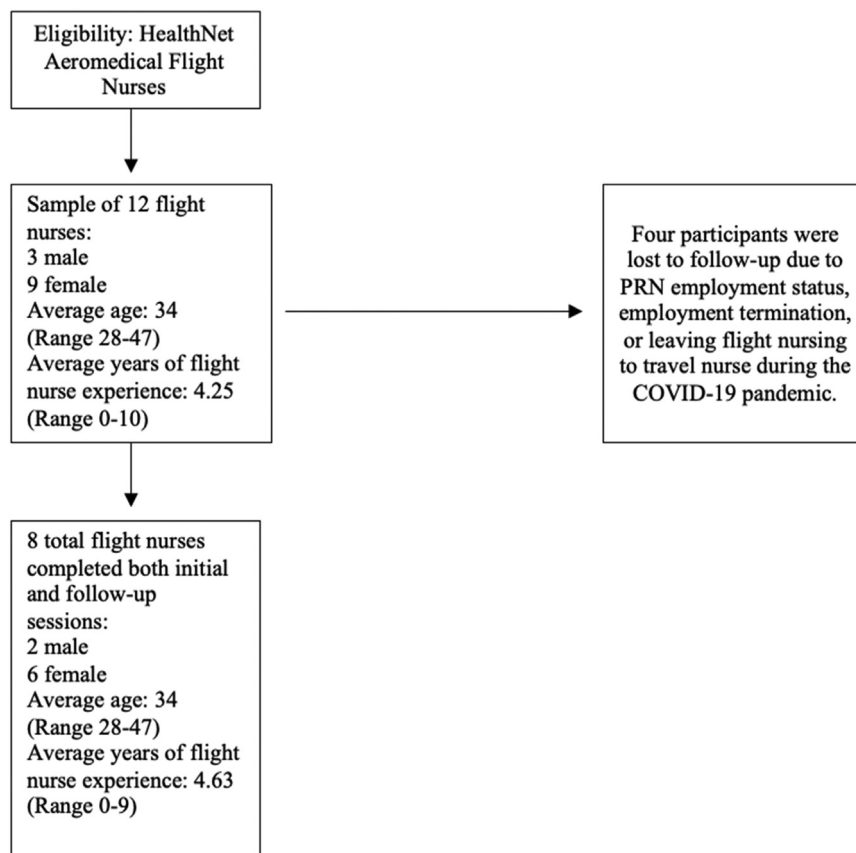 Eligibility: HealthNet
Aeromedical Flight
Nurses
Sample of 12 flight
nurses:
3 male
9 female
Average age: 34
(Range 28-47)
Average years of flight
nurse experience: 4.25
(Range 0-10)
Four participants were
lost to follow-up due to
PRN employment status,
employment termination,
or leaving flight nursing
to travel nurse during the
COVID-19 pandemic.
8 total flight nurses
completed both initial
and follow-up
sessions:
2 male
6 female
Average age: 34
(Range 28-47)
Average years of flight
nurse experience: 4.63
(Range 0-9)